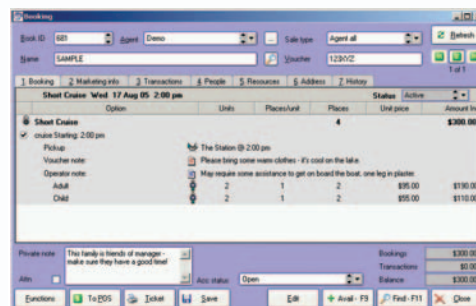 Booking
Book ID 681 Agent Demo ... Sale type Agent all Refresh
Name SAMPLE Voucher 123XYZ
1 of 1
1 Booking 2 Marketing info 3 Transactions 4 People 5 Resources 6 Address 7 History
Short Cruise Wed 17 Aug 05 2:00 pm Status Active
Option Units Places/unit Places Unit price Amount Inc
Short Cruise 4 $300.00
cruise Starting: 2:00 pm
Pickup The Station @ 2:00 pm
Voucher note: Please bring some warm clothes - it's cool on the lake.
Operator note: May require some assistance to get on board the boat, one leg in plaster.
Adult 2 1 2 $95.00 $190.00
Child 2 1 2 $55.00 $110.00
Private note This family is friends of manager -
make sure they have a good time!
Bookings $300.00
Transactions $0.00
Attn Acc status Open Balance $300.00
Functions To POS Ticket Save Edit + Avail - F9 Find - F11 Close